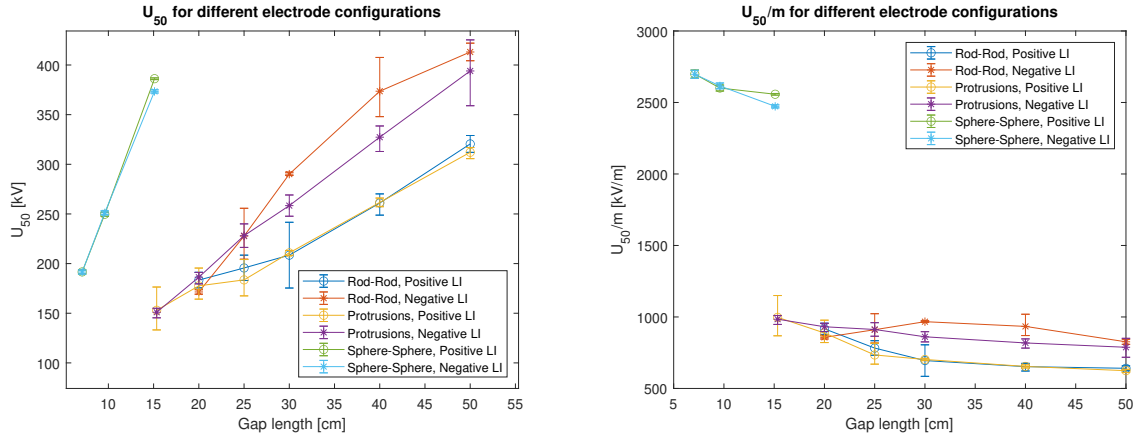 U50 for different electrode configurations
400
350
300
250
200
150
100
U50 [kV]
10
15
20
25
30
35
40
45
50
55
Gap length [cm]
Rod-Rod, Positive LI
Rod-Rod, Negative LI
Protrusions, Positive LI
Protrusions, Negative LI
Sphere-Sphere, Positive LI
Sphere-Sphere, Negative LI
U50/m for different electrode configurations
3000
2500
2000
1500
1000
500
U50/m [kV/m]
5
10
15
20
25
30
35
40
45
50
Gap length [cm]
Rod-Rod, Positive LI
Rod-Rod, Negative LI
Protrusions, Positive LI
Protrusions, Negative LI
Sphere-Sphere, Positive LI
Sphere-Sphere, Negative LI